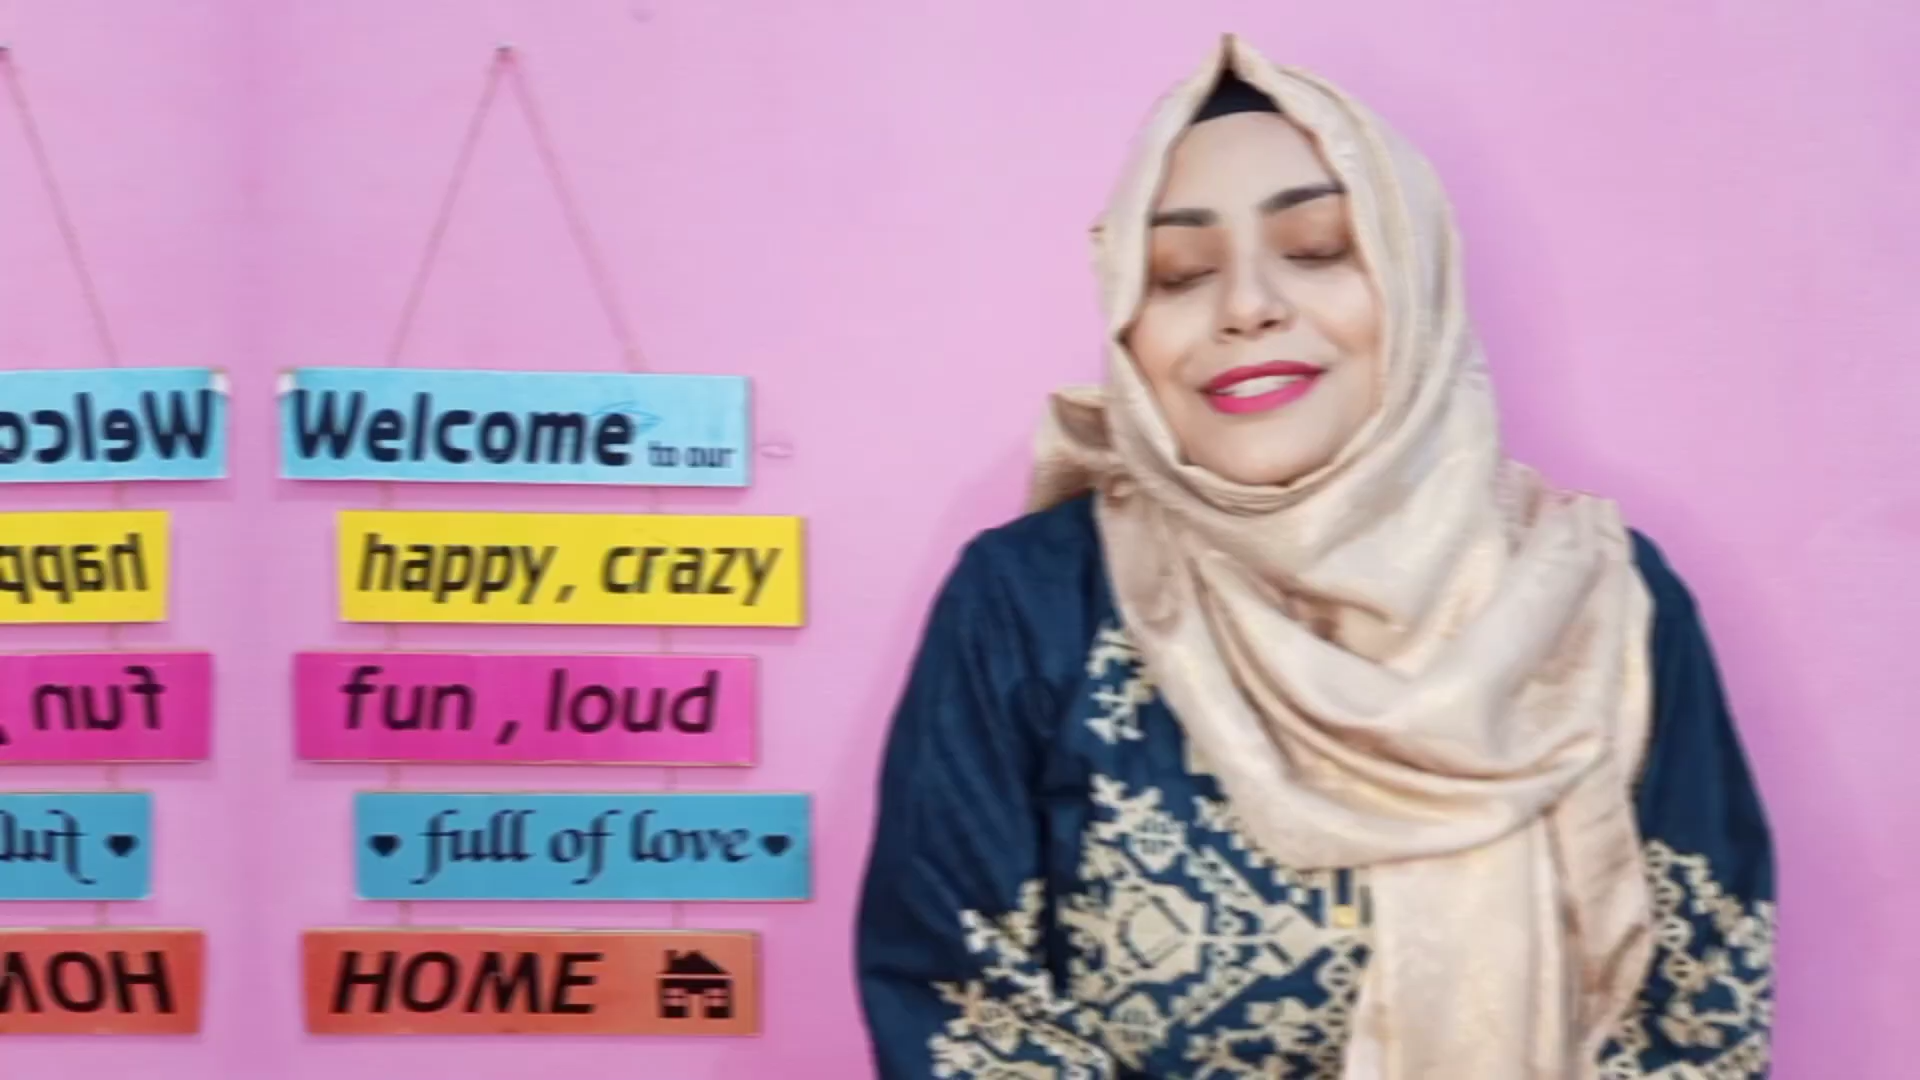 Welcome to our
happy, crazy
fun , loud
full of love
HOME